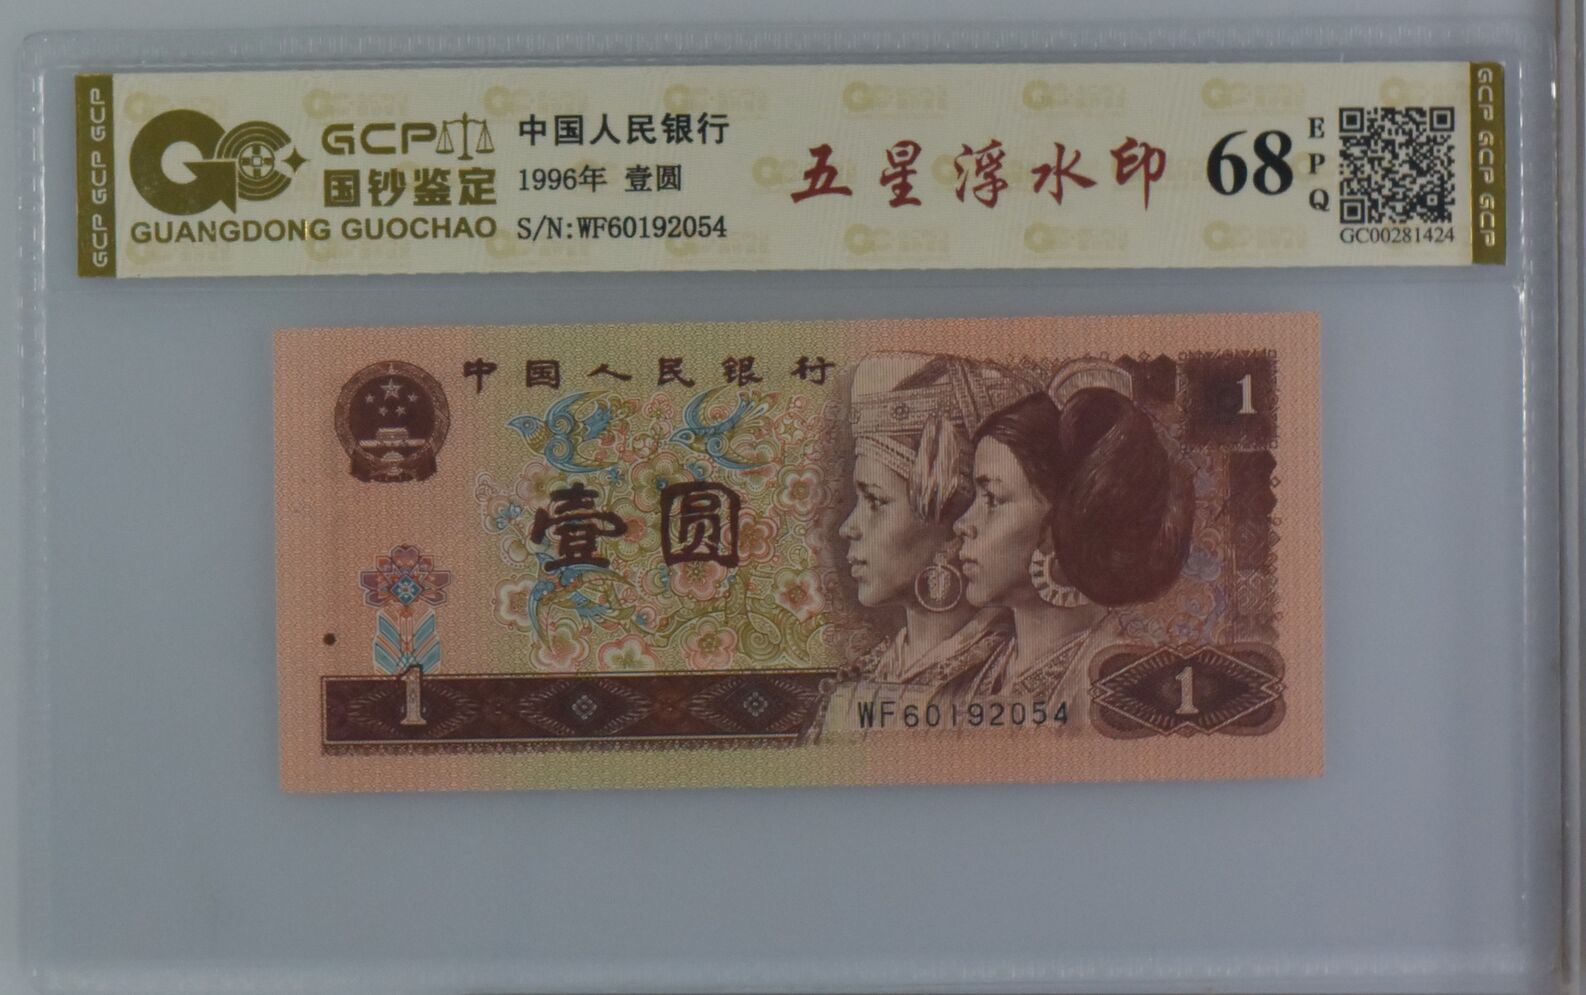 GCP GCP GCP
GCP
国钞鉴定
GUANGDONG GUOCHAO
中国人民银行
1996年 壹圆
S/N:WF60192054
五星浮水印
68
EPQ
GC00281424
GCP GCP GCP
中国人民银行
1
壹圆
1
WF60192054
1